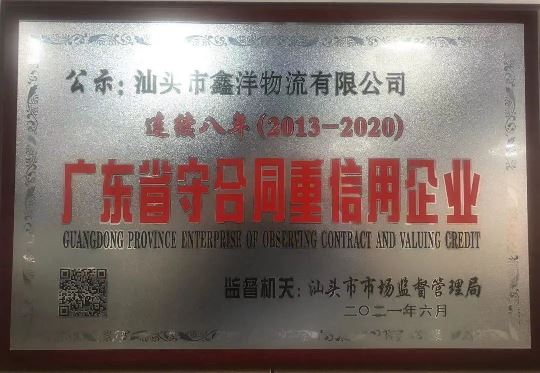 公示：汕头市鑫洋物流有限公司
连续八年(2013-2020)
广东省守合同重信用企业
GUANGDONG PROVINCE ENTERPRISE OF OBSERVING CONTRACT AND VALUING CREDIT
监督机关：汕头市市场监督管理局
二〇二一年六月